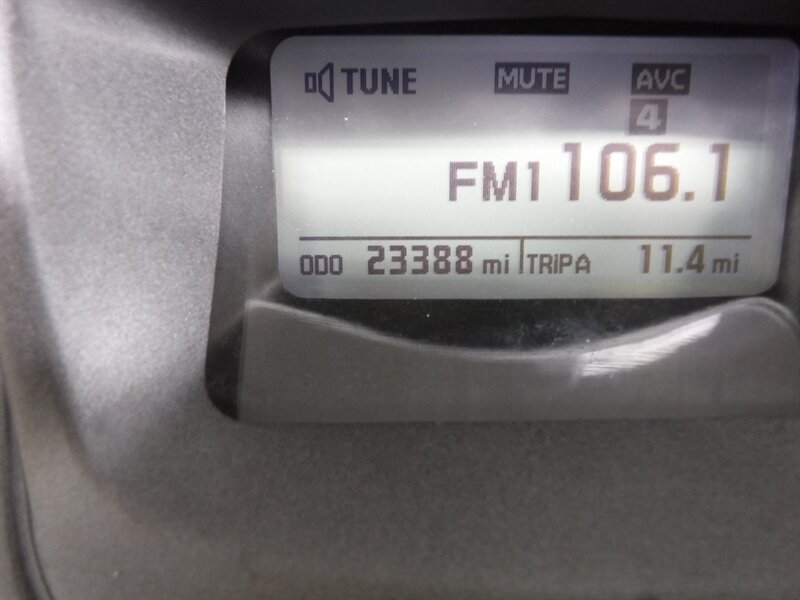 TUNE MUTE AVC
4
FM1 106.1
ODO 23388 mi TRIPA 11.4 mi